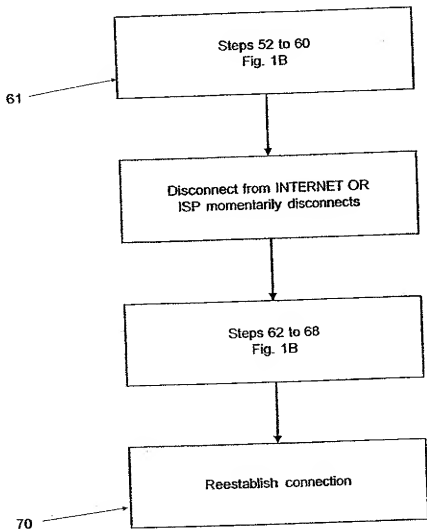 Steps 52 to 60
Fig. 1B
61
Disconnect from INTERNET OR
ISP momentarily disconnects
Steps 62 to 68
Fig. 1B
Reestablish connection
70